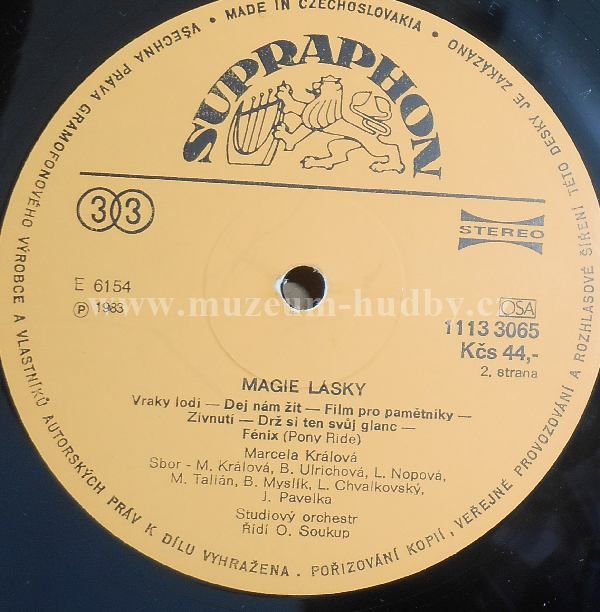 VŠECHNA PRÁVA GRAMOFONOVÉHO VÝROBCE A VLASTNÍKŮ AUTORSKÝCH PRÁV K DÍLU VYHRAŽENA. POŘIZOVÁNÍ KOPIÍ, VEŘEJNÉ PROVOZOVÁNÍ A ROZHLASOVÉ ŠÍŘENÍ TÉTO DESKY JE ZAKÁZÁNO • MADE IN CZECHOSLOVAKIA •
SUPRAPHON
33
STEREO
E 6154
Ⓟ 1983
www.muzeum-hudby.cz
OSA
1113 3065
Kčs 44,-
2. strana
MAGIE LÁSKY
Vraky lodí — Dej nám žít — Film pro pamětníky —
Zívnutí — Drž si ten svůj glanc —
Fénix (Pony Ride)
Marcela Králová
Sbor - M. Králová, B. Ulrichová, L. Nopová,
M. Talián, B. Myslík, L. Chvalkovský,
J. Pavelka
Studiový orchestr
Řídí O. Soukup